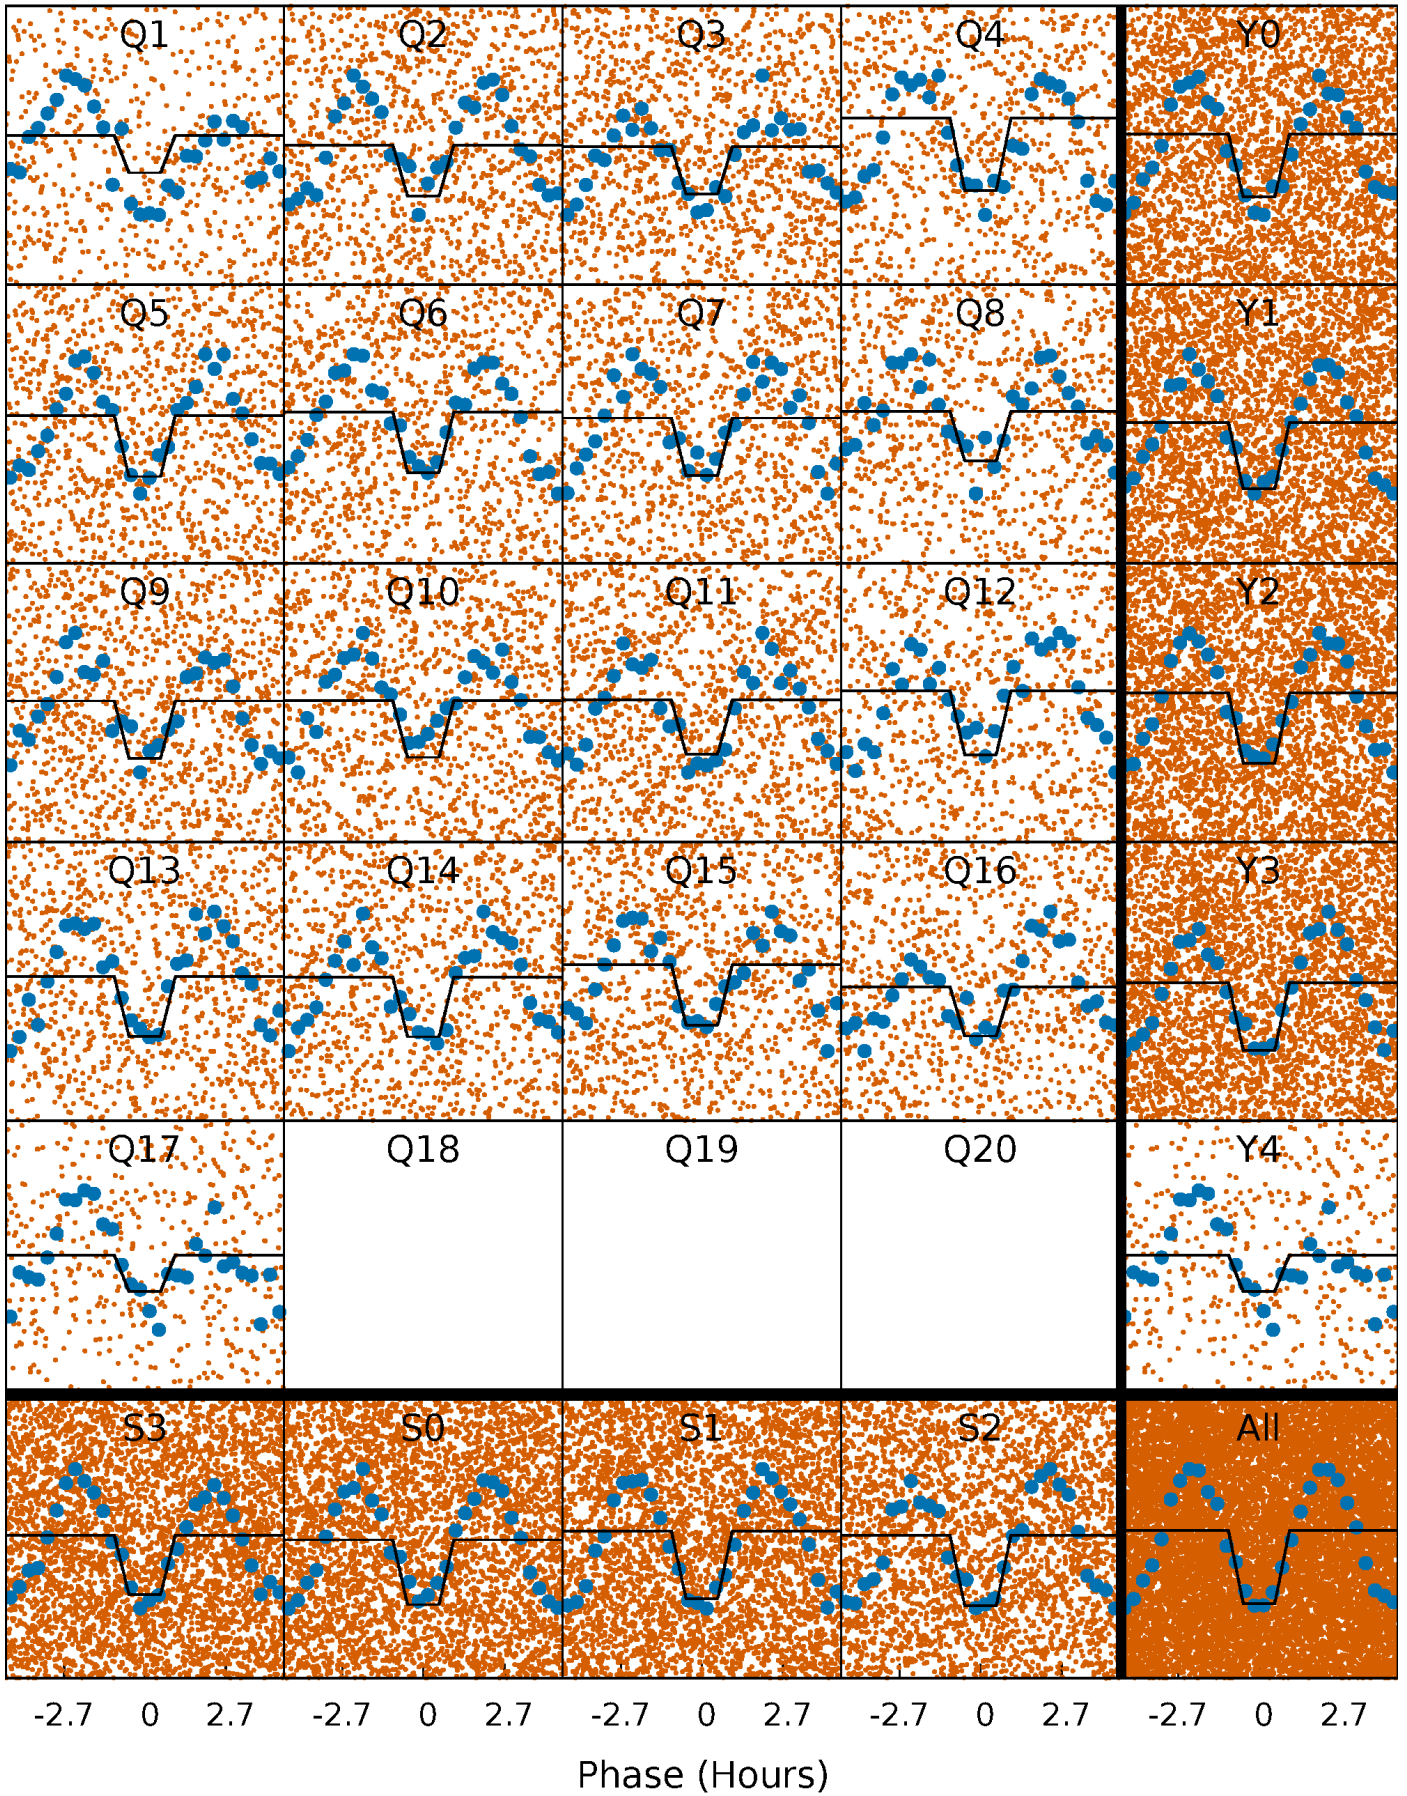 Q1 Q2 Q3 Q4 Y0
Q5 Q6 Q7 Q8 Y1
Q9 Q10 Q11 Q12 Y2
Q13 Q14 Q15 Q16 Y3
Q17 Q18 Q19 Q20 Y4
S3 S0 S1 S2 All
-2.7 0 2.7 -2.7 0 2.7 -2.7 0 2.7 -2.7 0 2.7 -2.7 0 2.7
Phase (Hours)